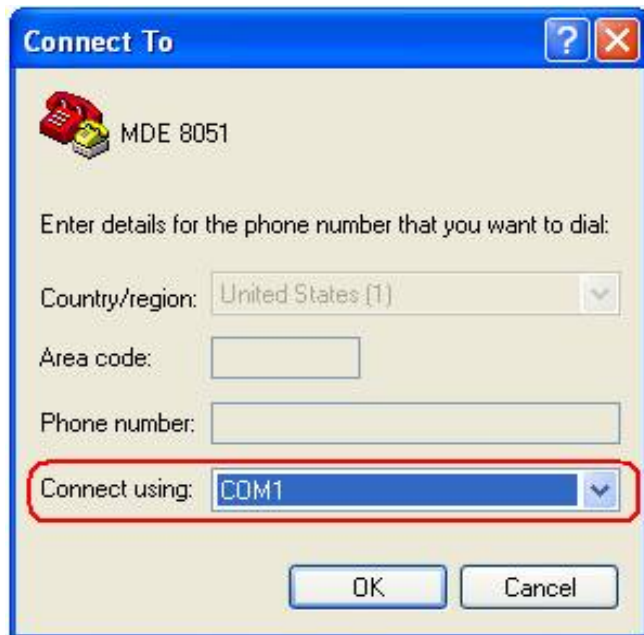 Connect To
MDE 8051
Enter details for the phone number that you want to dial:
Country/region: United States (1)
Area code:
Phone number:
Connect using: COM1
OK Cancel